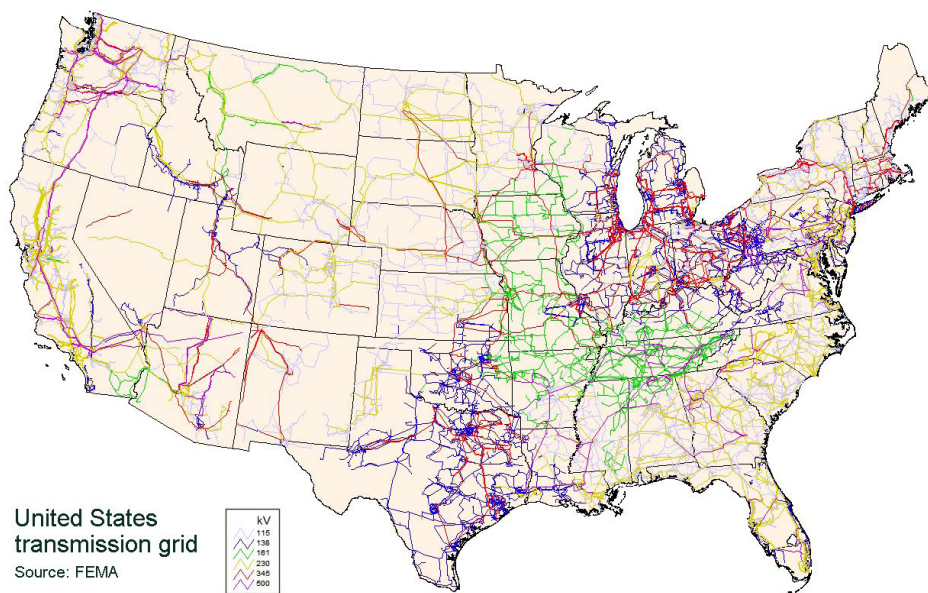 United States
transmission grid
Source: FEMA
kV
115
138
161
230
345
500